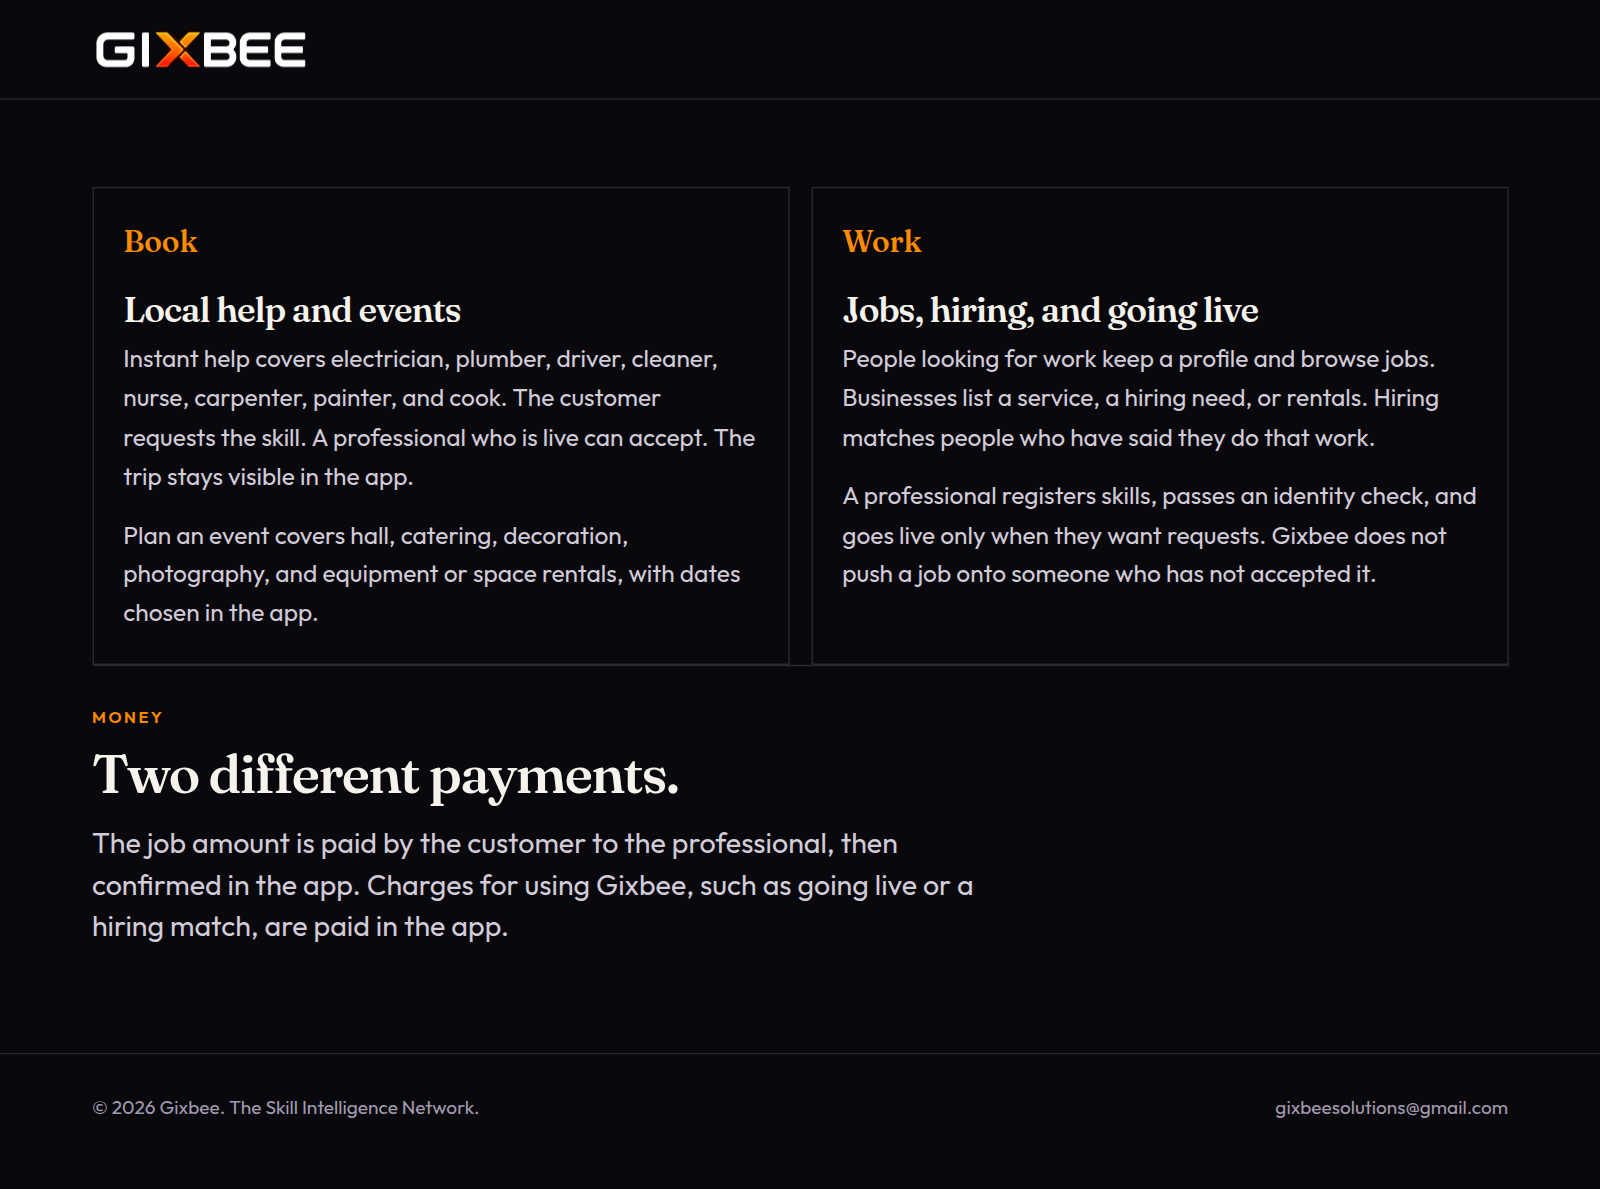 GIXBEE
Book
Local help and events
Instant help covers electrician, plumber, driver, cleaner,
nurse, carpenter, painter, and cook. The customer
requests the skill. A professional who is live can accept. The
trip stays visible in the app.
Plan an event covers hall, catering, decoration,
photography, and equipment or space rentals, with dates
chosen in the app.
Work
Jobs, hiring, and going live
People looking for work keep a profile and browse jobs.
Businesses list a service, a hiring need, or rentals. Hiring
matches people who have said they do that work.
A professional registers skills, passes an identity check, and
goes live only when they want requests. Gixbee does not
push a job onto someone who has not accepted it.
MONEY
Two different payments.
The job amount is paid by the customer to the professional, then
confirmed in the app. Charges for using Gixbee, such as going live or a
hiring match, are paid in the app.
© 2026 Gixbee. The Skill Intelligence Network.
gixbeesolutions@gmail.com